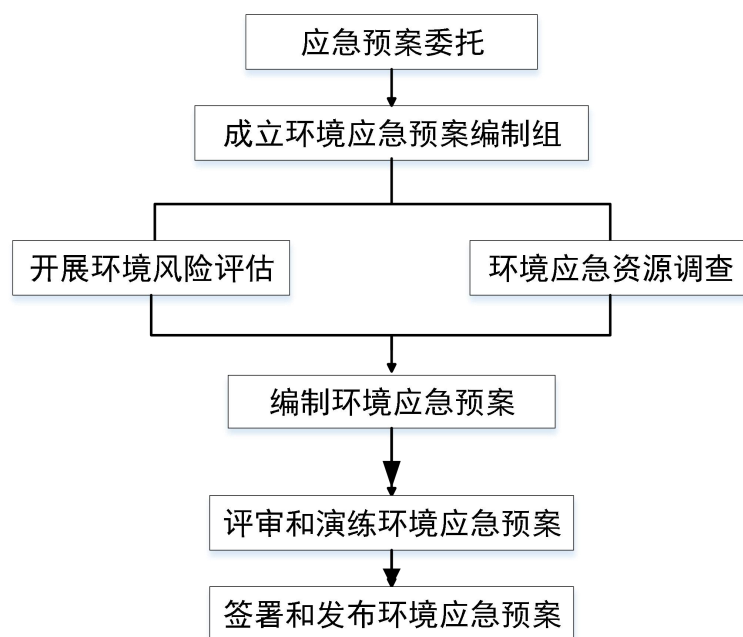 应急预案委托
成立环境应急预案编制组
开展环境风险评估
环境应急资源调查
编制环境应急预案
评审和演练环境应急预案
签署和发布环境应急预案